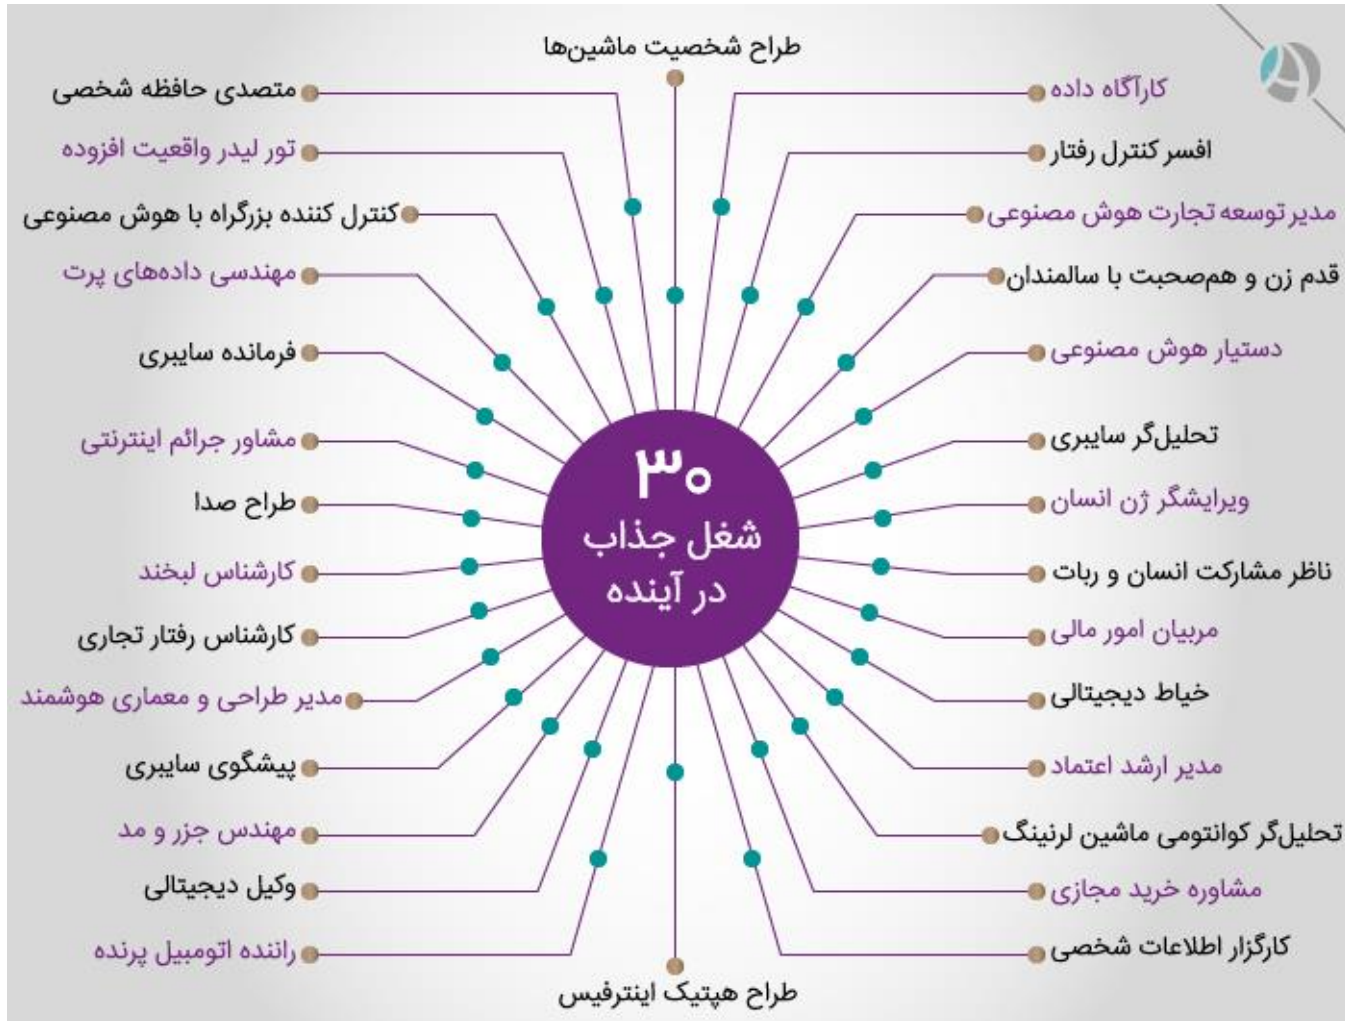 طراح شخصیت ماشین‌ها
کارآگاه داده
افسر کنترل رفتار
مدیر توسعه تجارت هوش مصنوعی
قدم زن و هم‌صحبت با سالمندان
دستیار هوش مصنوعی
تحلیل‌گر سایبری
ویرایشگر ژن انسان
ناظر مشارکت انسان و ربات
مربیان امور مالی
خیاط دیجیتالی
مدیر ارشد اعتماد
تحلیل‌گر کوانتومی ماشین لرنینگ
مشاوره خرید مجازی
کارگزار اطلاعات شخصی
۳۰
شغل جذاب
در آینده
متصدی حافظه شخصی
تور لیدر واقعیت افزوده
کنترل کننده بزرگراه با هوش مصنوعی
مهندسی داده‌های پرت
فرمانده سایبری
مشاور جرائم اینترنتی
طراح صدا
کارشناس لبخند
کارشناس رفتار تجاری
مدیر طراحی و معماری هوشمند
پیشگوی سایبری
مهندس جزر و مد
وکیل دیجیتالی
راننده اتومبیل پرنده
طراح هپتیک اینترفیس